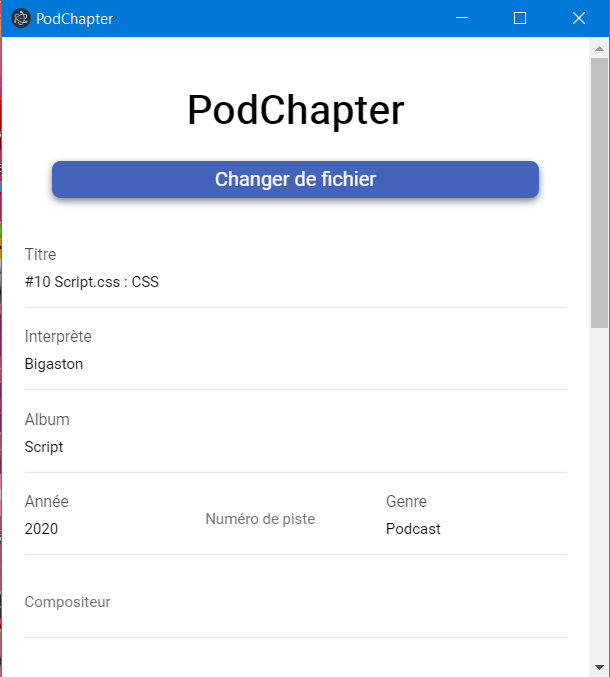 PodChapter
PodChapter
Changer de fichier
Titre
#10 Script.css : CSS
Interprète
Bigaston
Album
Script
Année
2020
Numéro de piste
Genre
Podcast
Compositeur